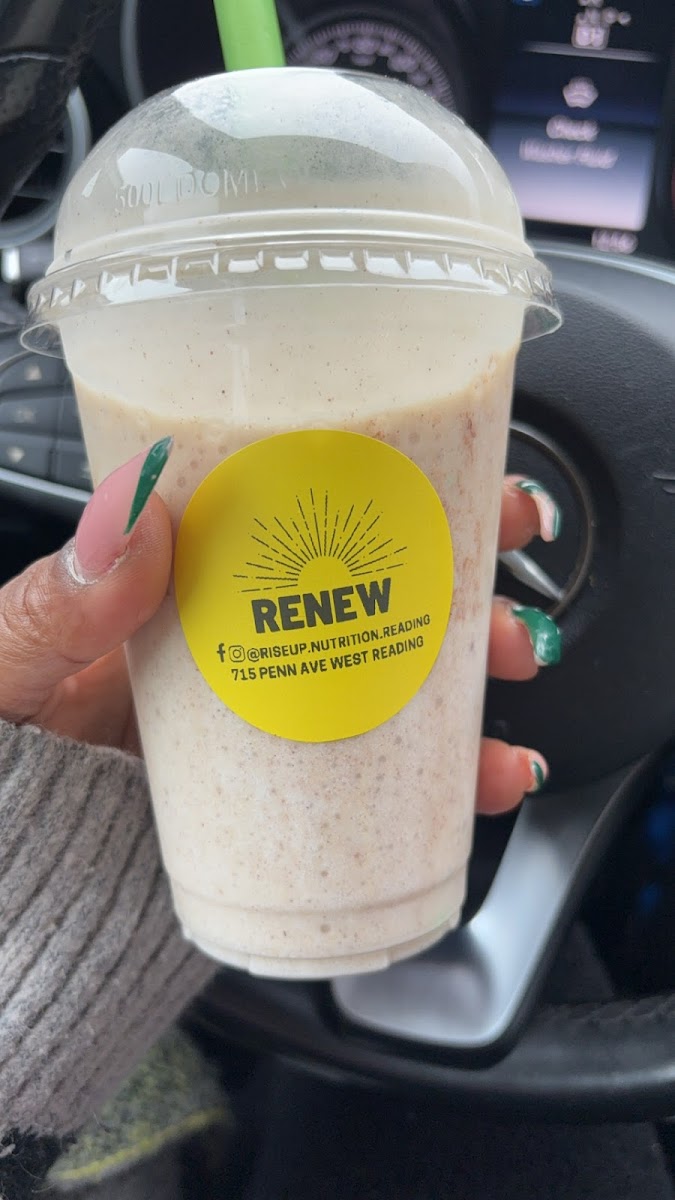 RENEW
@RISEUP.NUTRITION.READING
715 PENN AVE WEST READING